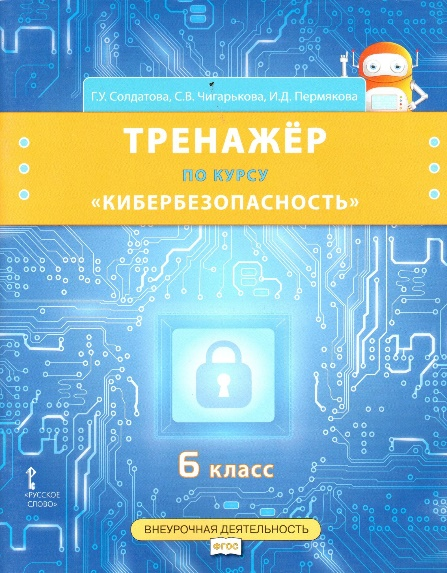 Г.У. Солдатова, С.В. Чигарькова, И.Д. Пермякова
ТРЕНАЖЁР
ПО КУРСУ
«КИБЕРБЕЗОПАСНОСТЬ»
6 класс
«РУССКОЕ
СЛОВО»
ВНЕУРОЧНАЯ ДЕЯТЕЛЬНОСТЬ
ФГОС